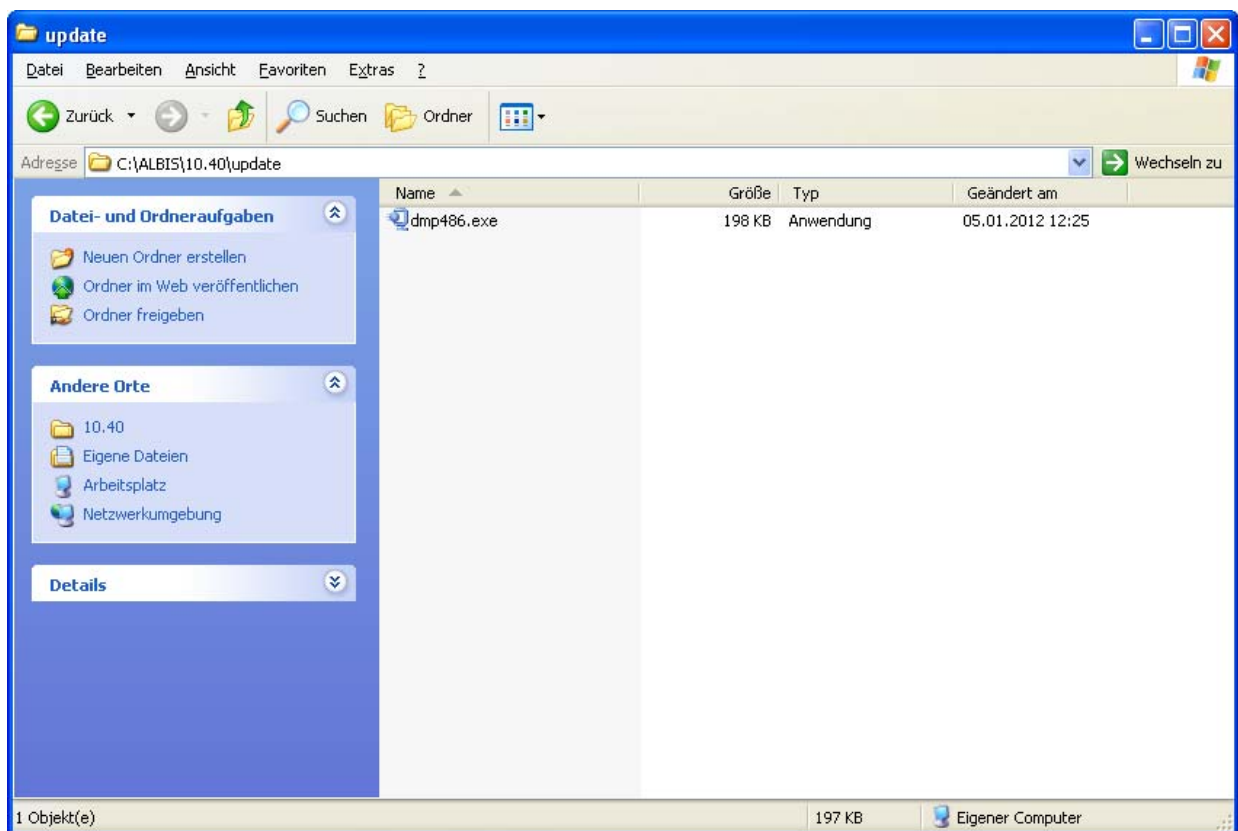 update
Datei Bearbeiten Ansicht Favoriten Extras ?
Zurück Suchen Ordner
Adresse C:\ALBIS\10.40\update Wechseln zu
Name Größe Typ Geändert am
dmp486.exe 198 KB Anwendung 05.01.2012 12:25
Datei- und Ordneraufgaben
Neuen Ordner erstellen
Ordner im Web veröffentlichen
Ordner freigeben
Andere Orte
10.40
Eigene Dateien
Arbeitsplatz
Netzwerkumgebung
Details
1 Objekt(e) 197 KB Eigener Computer